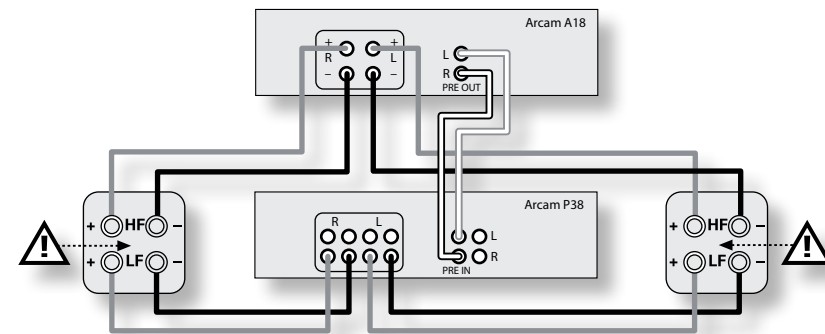 Arcam A18
+ +
R L
– –
L
R
PRE OUT
Arcam P38
R L
L
R
PRE IN
+ HF –
+ LF –
+ HF –
+ LF –
!
!